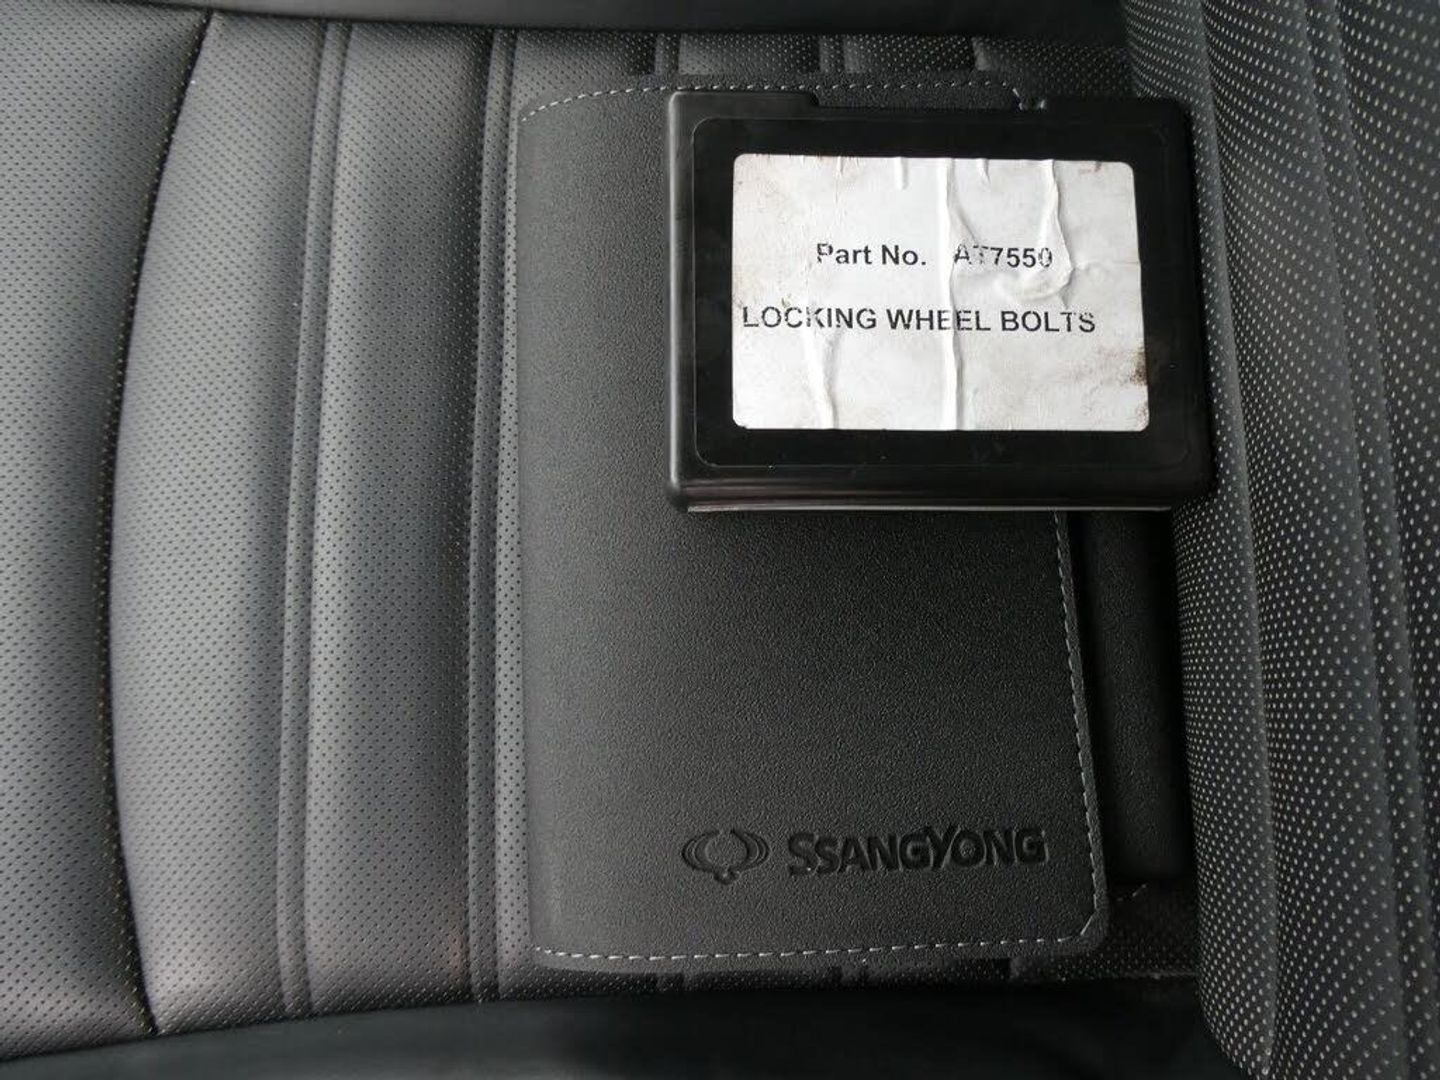 Part No. AT7550
LOCKING WHEEL BOLTS
SSANGYONG